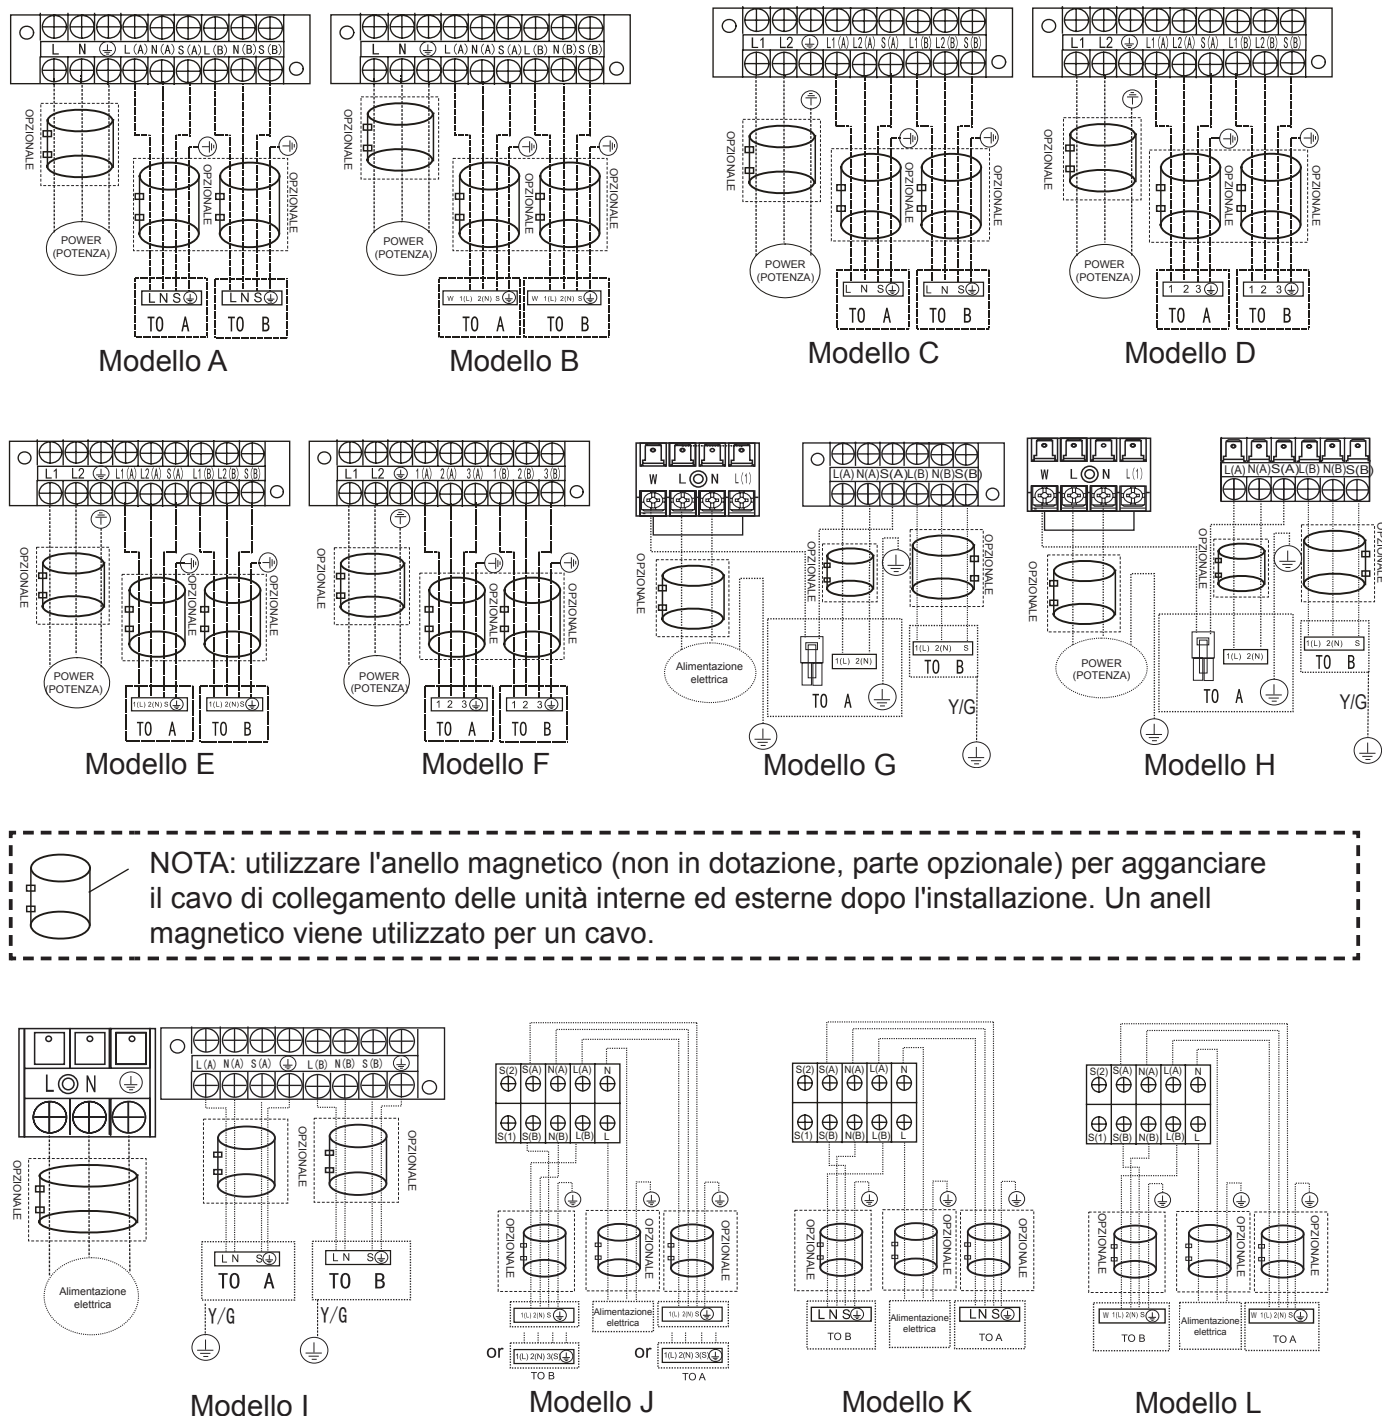 L N L(A) N(A) S(A) L(B) N(B) S(B)
OPZIONALE
OPZIONALE
OPZIONALE
POWER
(POTENZA)
L N S
L N S
TO A
TO B
Modello A
L N L(A) N(A) S(A) L(B) N(B) S(B)
OPZIONALE
OPZIONALE
OPZIONALE
POWER
(POTENZA)
W 1(L) 2(N) S
W 1(L) 2(N) S
TO A
TO B
Modello B
L1 L2 L1(A) L2(A) S(A) L1(B) L2(B) S(B)
OPZIONALE
OPZIONALE
OPZIONALE
POWER
(POTENZA)
L N S
L N S
TO A
TO B
Modello C
L1 L2 L1(A) L2(A) S(A) L1(B) L2(B) S(B)
OPZIONALE
OPZIONALE
OPZIONALE
POWER
(POTENZA)
1 2 3
1 2 3
TO A
TO B
Modello D
L1 L2 L1(A) L2(A) S(A) L1(B) L2(B) S(B)
OPZIONALE
OPZIONALE
OPZIONALE
POWER
(POTENZA)
1(L) 2(N) S
1(L) 2(N) S
TO A
TO B
Modello E
L1 L2 1(A) 2(A) 3(A) 1(B) 2(B) 3(B)
OPZIONALE
OPZIONALE
OPZIONALE
POWER
(POTENZA)
1 2 3
1 2 3
TO A
TO B
Modello F
W L N L(1)
L(A) N(A) S(A) L(B) N(B) S(B)
OPZIONALE
OPZIONALE
OPZIONALE
Alimentazione
elettrica
1(L) 2(N)
1(L) 2(N) S
TO A
TO B
Y/G
Modello G
W L N L(1)
L(A) N(A) S(A) L(B) N(B) S(B)
OPZIONALE
OPZIONALE
OPZIONALE
POWER
(POTENZA)
1(L) 2(N)
1(L) 2(N) S
TO A
TO B
Y/G
Modello H
NOTA: utilizzare l'anello magnetico (non in dotazione, parte opzionale) per agganciare
il cavo di collegamento delle unità interne ed esterne dopo l'installazione. Un anell
magnetico viene utilizzato per un cavo.
L N
L(A) N(A) S(A) L(B) N(B) S(B)
OPZIONALE
OPZIONALE
OPZIONALE
Alimentazione
elettrica
L N S
L N S
TO A
TO B
Y/G
Y/G
Modello I
S(2) S(A) N(A) L(A) N
S(1) S(B) N(B) L(B) L
OPZIONALE
OPZIONALE
OPZIONALE
1(L) 2(N) S
Alimentazione
elettrica
1(L) 2(N) S
or 1(L) 2(N) 3(S)
or 1(L) 2(N) 3(S)
TO B
TO A
Modello J
S(2) S(A) N(A) L(A) N
S(1) S(B) N(B) L(B) L
OPZIONALE
OPZIONALE
OPZIONALE
L N S
Alimentazione
elettrica
L N S
TO B
TO A
Modello K
S(2) S(A) N(A) L(A) N
S(1) S(B) N(B) L(B) L
OPZIONALE
OPZIONALE
OPZIONALE
W 1(L) 2(N) S
Alimentazione
elettrica
W 1(L) 2(N) S
TO B
TO A
Modello L